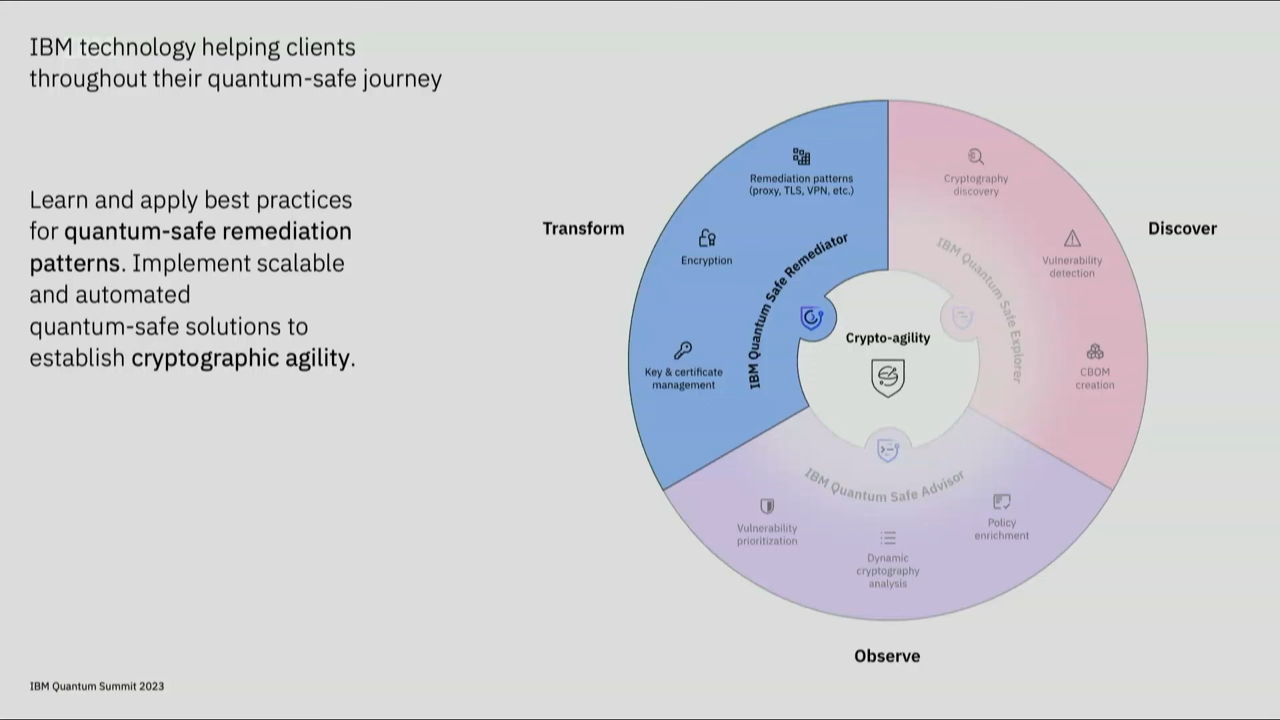 IBM technology helping clients
throughout their quantum-safe journey
Learn and apply best practices
for quantum-safe remediation
patterns. Implement scalable
and automated
quantum-safe solutions to
establish cryptographic agility.
Transform
Remediation patterns
(proxy, TLS, VPN, etc.)
Encryption
Key & certificate
management
IBM Quantum Safe Remediator
Crypto-agility
Discover
Cryptography
discovery
Vulnerability
detection
CBOM
creation
IBM Quantum Safe Explorer
IBM Quantum Safe Advisor
Vulnerability
prioritization
Dynamic
cryptography
analysis
Policy
enrichment
Observe
IBM Quantum Summit 2023